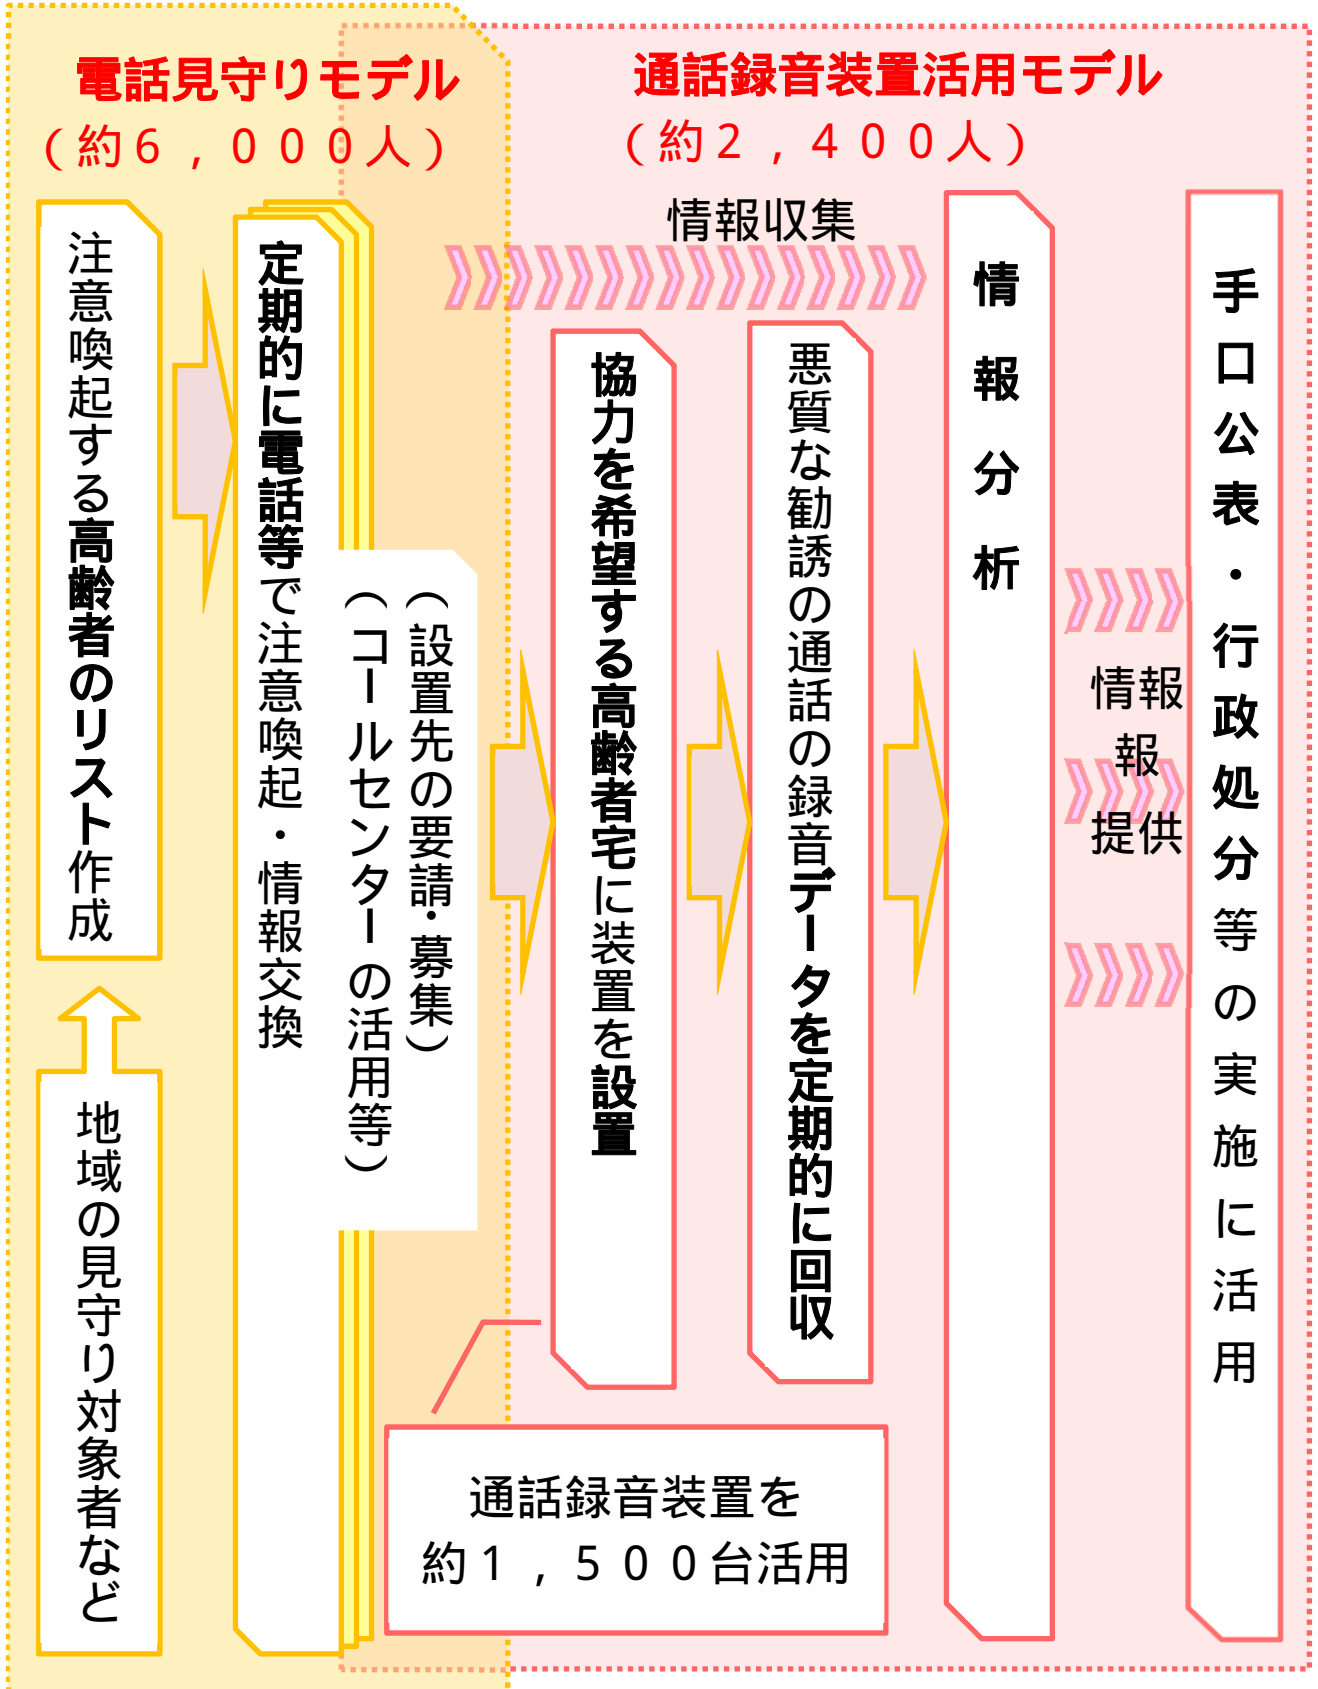 電話見守りモデル
（約６，０００人）
通話録音装置活用モデル
（約２，４００人）
注意喚起する高齢者のリスト作成
地域の見守り対象者など
定期的に電話等で注意喚起・情報交換
（設置先の要請・募集）
（コールセンターの活用等）
情報収集
協力を希望する高齢者宅に装置を設置
悪質な勧誘の通話の録音データを定期的に回収
通話録音装置を
約１，５００台活用
情報分析
情報
報
提供
手口公表・行政処分等の実施に活用